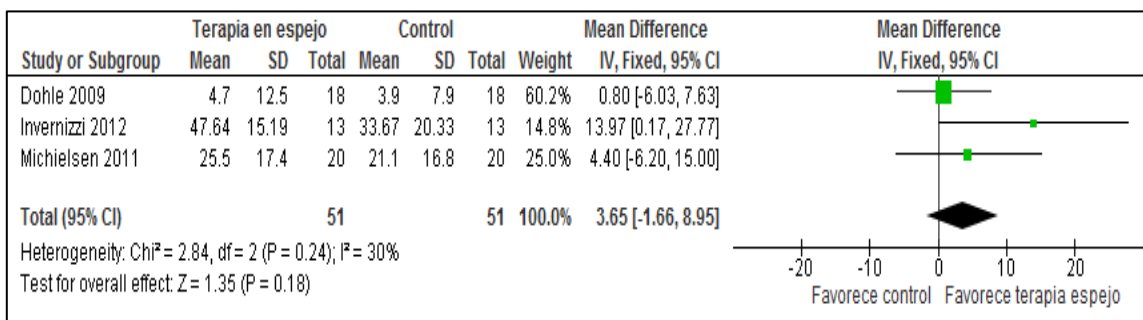 Terapia en espejo Control Mean Difference Mean Difference
Study or Subgroup Mean SD Total Mean SD Total Weight IV, Fixed, 95% CI IV, Fixed, 95% CI
Dohle 2009 4.7 12.5 18 3.9 7.9 18 60.2% 0.80 [-6.03, 7.63]
Invernizzi 2012 47.64 15.19 13 33.67 20.33 13 14.8% 13.97 [0.17, 27.77]
Michielsen 2011 25.5 17.4 20 21.1 16.8 20 25.0% 4.40 [-6.20, 15.00]
Total (95% CI) 51 51 100.0% 3.65 [-1.66, 8.95]
Heterogeneity: Chi² = 2.84, df = 2 (P = 0.24); I² = 30%
Test for overall effect: Z = 1.35 (P = 0.18)
-20 -10 0 10 20
Favorece control Favorece terapia espejo